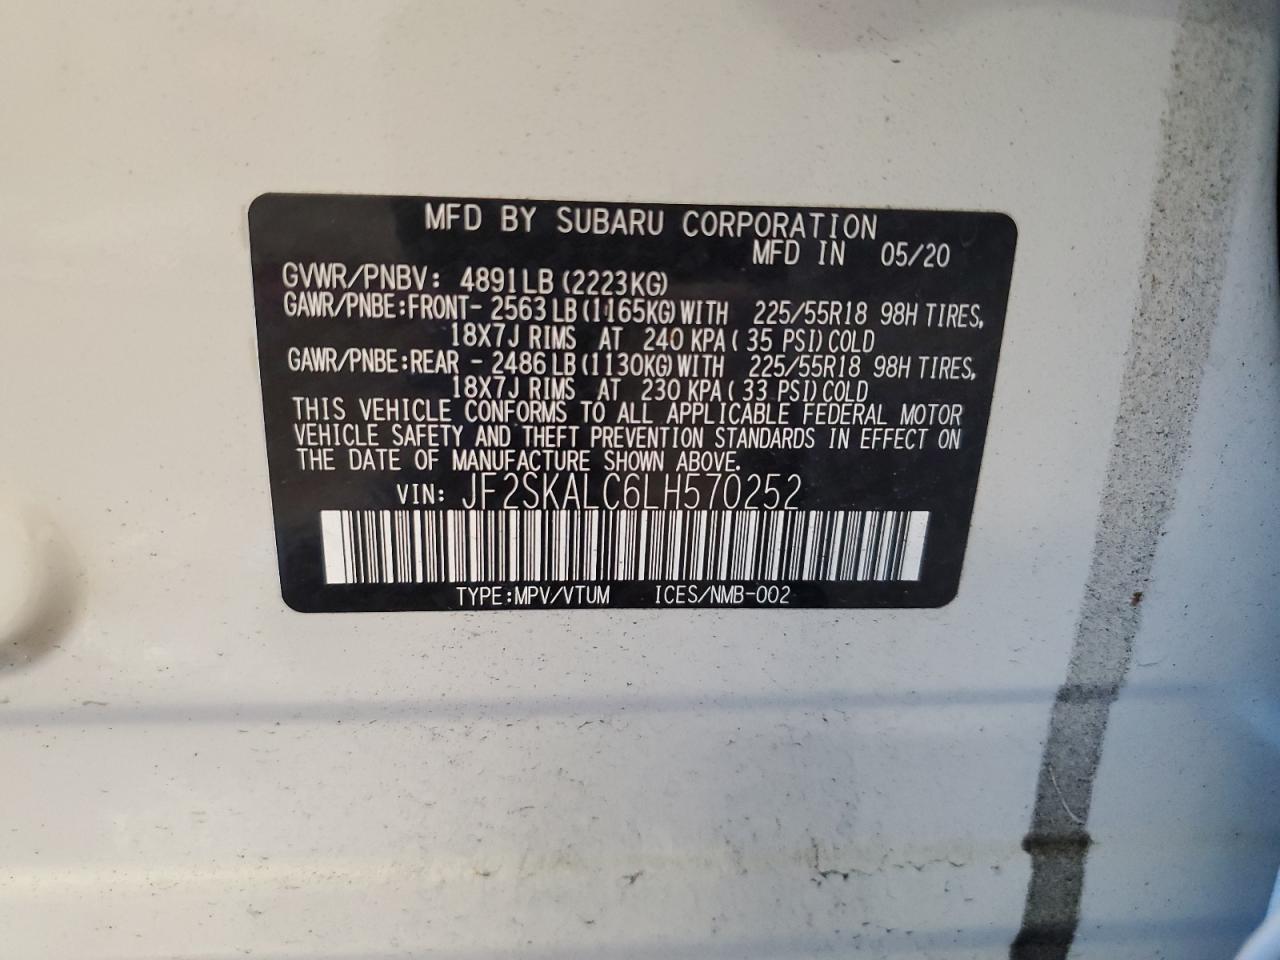 MFD BY SUBARU CORPORATION
MFD IN 05/20
GVWR/PNBV: 4891LB (2223KG)
GAWR/PNBE:FRONT- 2563LB (1165KG) WITH 225/55R18 98H TIRES,
18X7J RIMS AT 240 KPA ( 35 PSI) COLD
GAWR/PNBE:REAR - 2486LB (1130KG) WITH 225/55R18 98H TIRES,
18X7J RIMS AT 230 KPA ( 33 PSI) COLD
THIS VEHICLE CONFORMS TO ALL APPLICABLE FEDERAL MOTOR
VEHICLE SAFETY AND THEFT PREVENTION STANDARDS IN EFFECT ON
THE DATE OF MANUFACTURE SHOWN ABOVE.
VIN: JF2SKALC6LH570252
TYPE:MPV/VTUM ICES/NMB-002